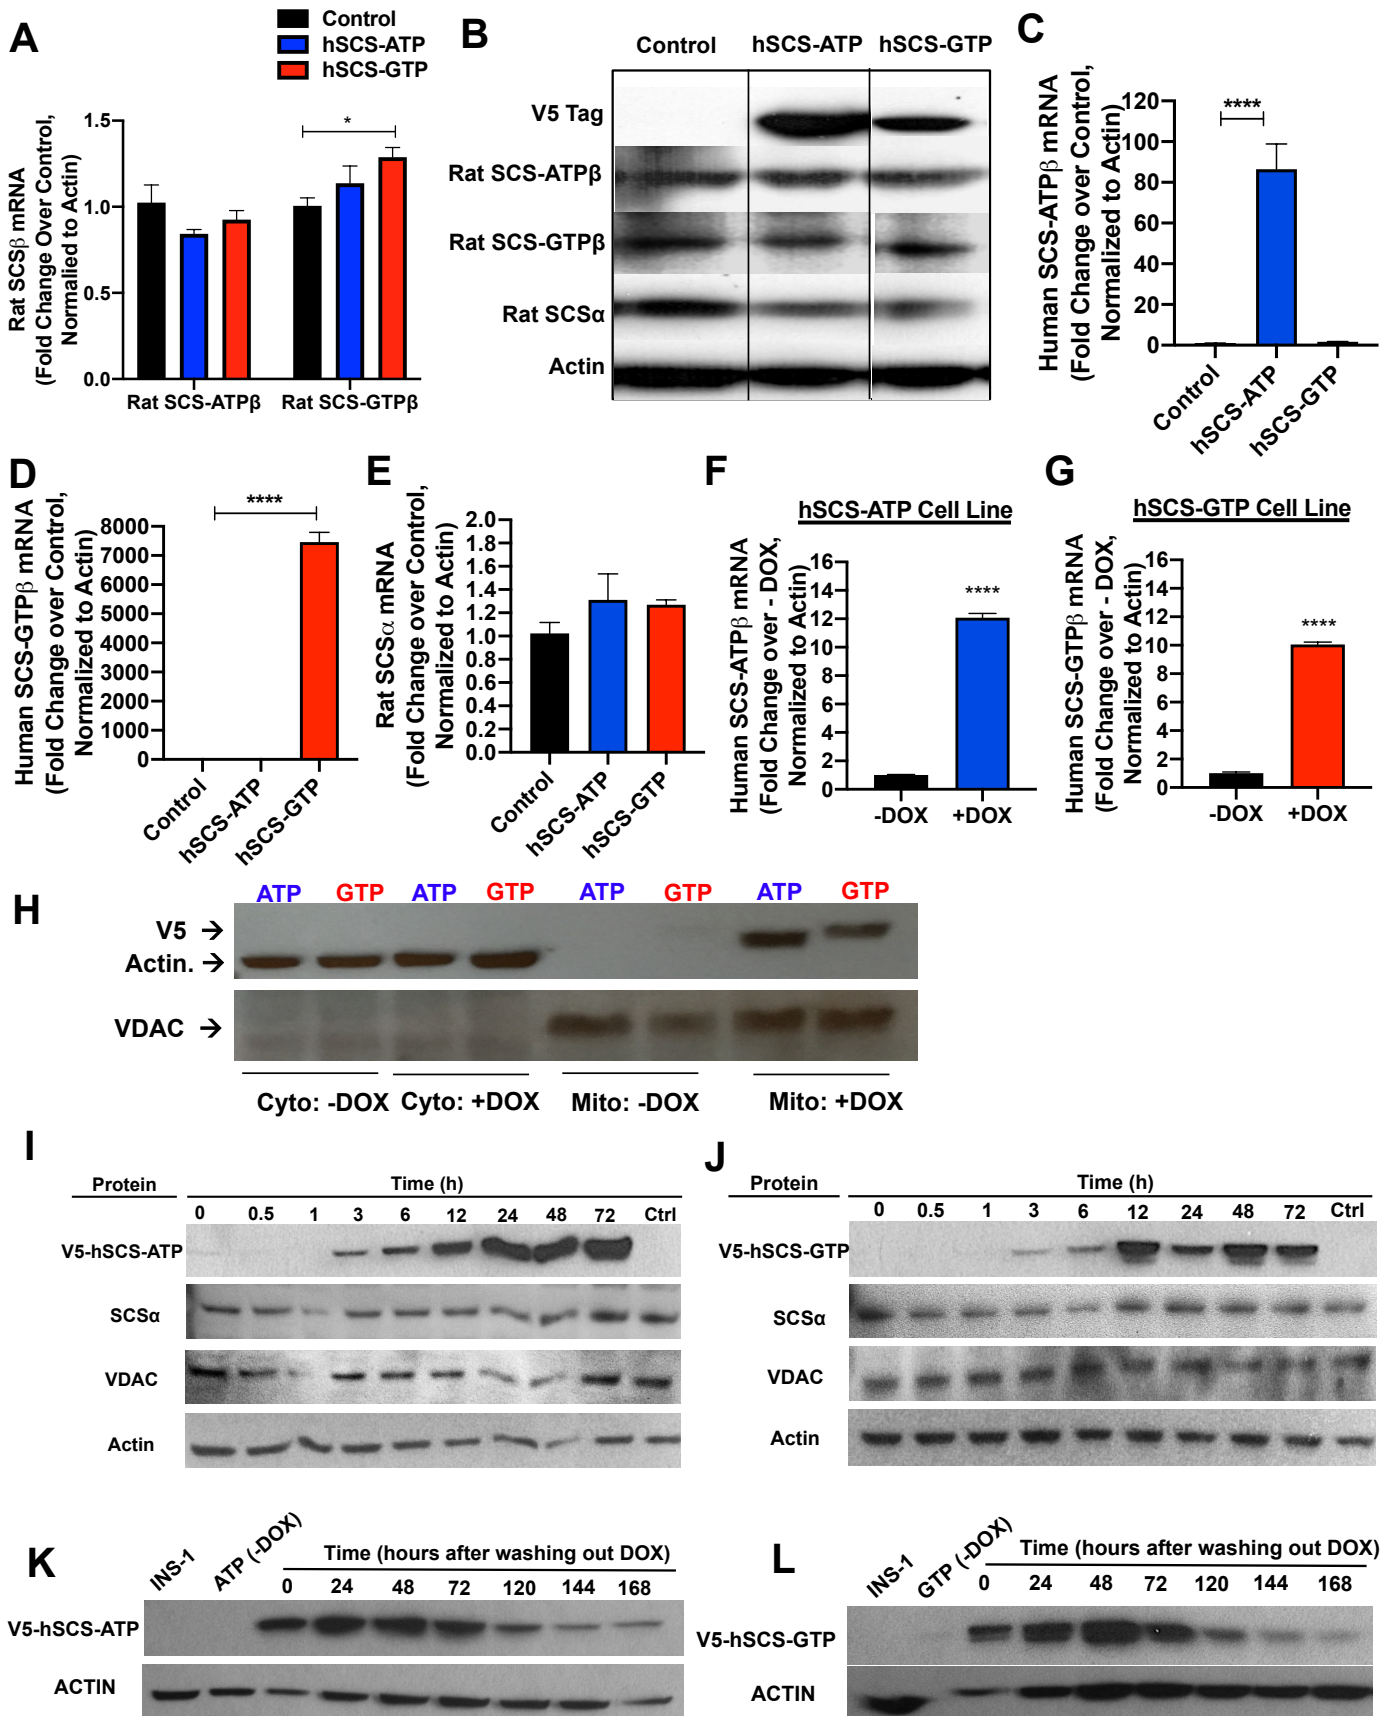 A
Control
hSCS-ATP
hSCS-GTP
Rat SCSβ mRNA
(Fold Change Over Control,
Normalied to Actin)
1.5
1.0
0.5
0.0
*
Rat SCS-ATPβ
Rat SCS-GTPβ
B
Control
hSCS-ATP
hSCS-GTP
V5 Tag
Rat SCS-ATPβ
Rat SCS-GTPβ
Rat SCSα
Actin
C
Human SCS-ATPβ mRNA
(Fold Change over Control,
Normalized to Actin)
120
100
80
60
40
20
0
****
Control
hSCS-ATP
hSCS-GTP
D
Human SCS-GTPβ mRNA
(Fold Change over Control,
Normalized to Actin)
8000
7000
6000
5000
4000
3000
2000
1000
0
****
Control
hSCS-ATP
hSCS-GTP
E
Rat SCSα mRNA
(Fold Change over Control,
Normalized to Actin)
2.0
1.8
1.6
1.4
1.2
1.0
0.8
0.6
0.4
0.2
0.0
Control
hSCS-ATP
hSCS-GTP
F
hSCS-ATP Cell Line
Human SCS-ATPβ mRNA
(Fold Change over - DOX,
Normalized to Actin)
16
14
12
10
8
6
4
2
0
****
-DOX +DOX
G
hSCS-GTP Cell Line
Human SCS-GTPβ mRNA
(Fold Change over - DOX,
Normalized to Actin)
16
14
12
10
8
6
4
2
0
****
-DOX +DOX
H
ATP GTP ATP GTP ATP GTP ATP GTP
V5 →
Actin. →
VDAC →
Cyto: -DOX Cyto: +DOX Mito: -DOX Mito: +DOX
I
Protein Time (h)
0 0.5 1 3 6 12 24 48 72 Ctrl
V5-hSCS-ATP
SCSα
VDAC
Actin
J
Protein Time (h)
0 0.5 1 3 6 12 24 48 72 Ctrl
V5-hSCS-GTP
SCSα
VDAC
Actin
K
INS-1
ATP (-DOX)
Time (hours after washing out DOX)
0 24 48 72 120 144 168
V5-hSCS-ATP
ACTIN
L
INS-1
GTP (-DOX)
Time (hours after washing out DOX)
0 24 48 72 120 144 168
V5-hSCS-GTP
ACTIN